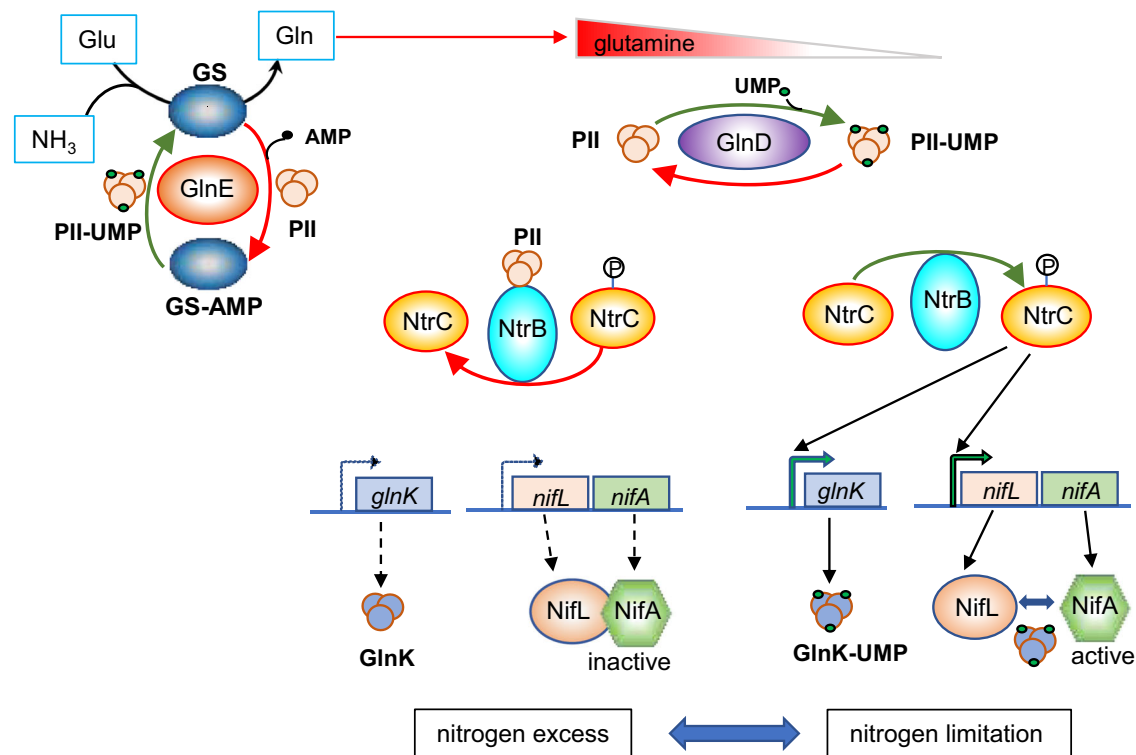 Glu
Gln
GS
NH3
AMP
GlnE
PII-UMP
PII
GS-AMP
glutamine
UMP
PII
GlnD
PII-UMP
PII
P
NtrC
NtrB
NtrC
P
NtrC
NtrB
NtrC
glnK
nifL
nifA
glnK
nifL
nifA
GlnK
NifL
NifA
inactive
GlnK-UMP
NifL
NifA
active
nitrogen excess
nitrogen limitation